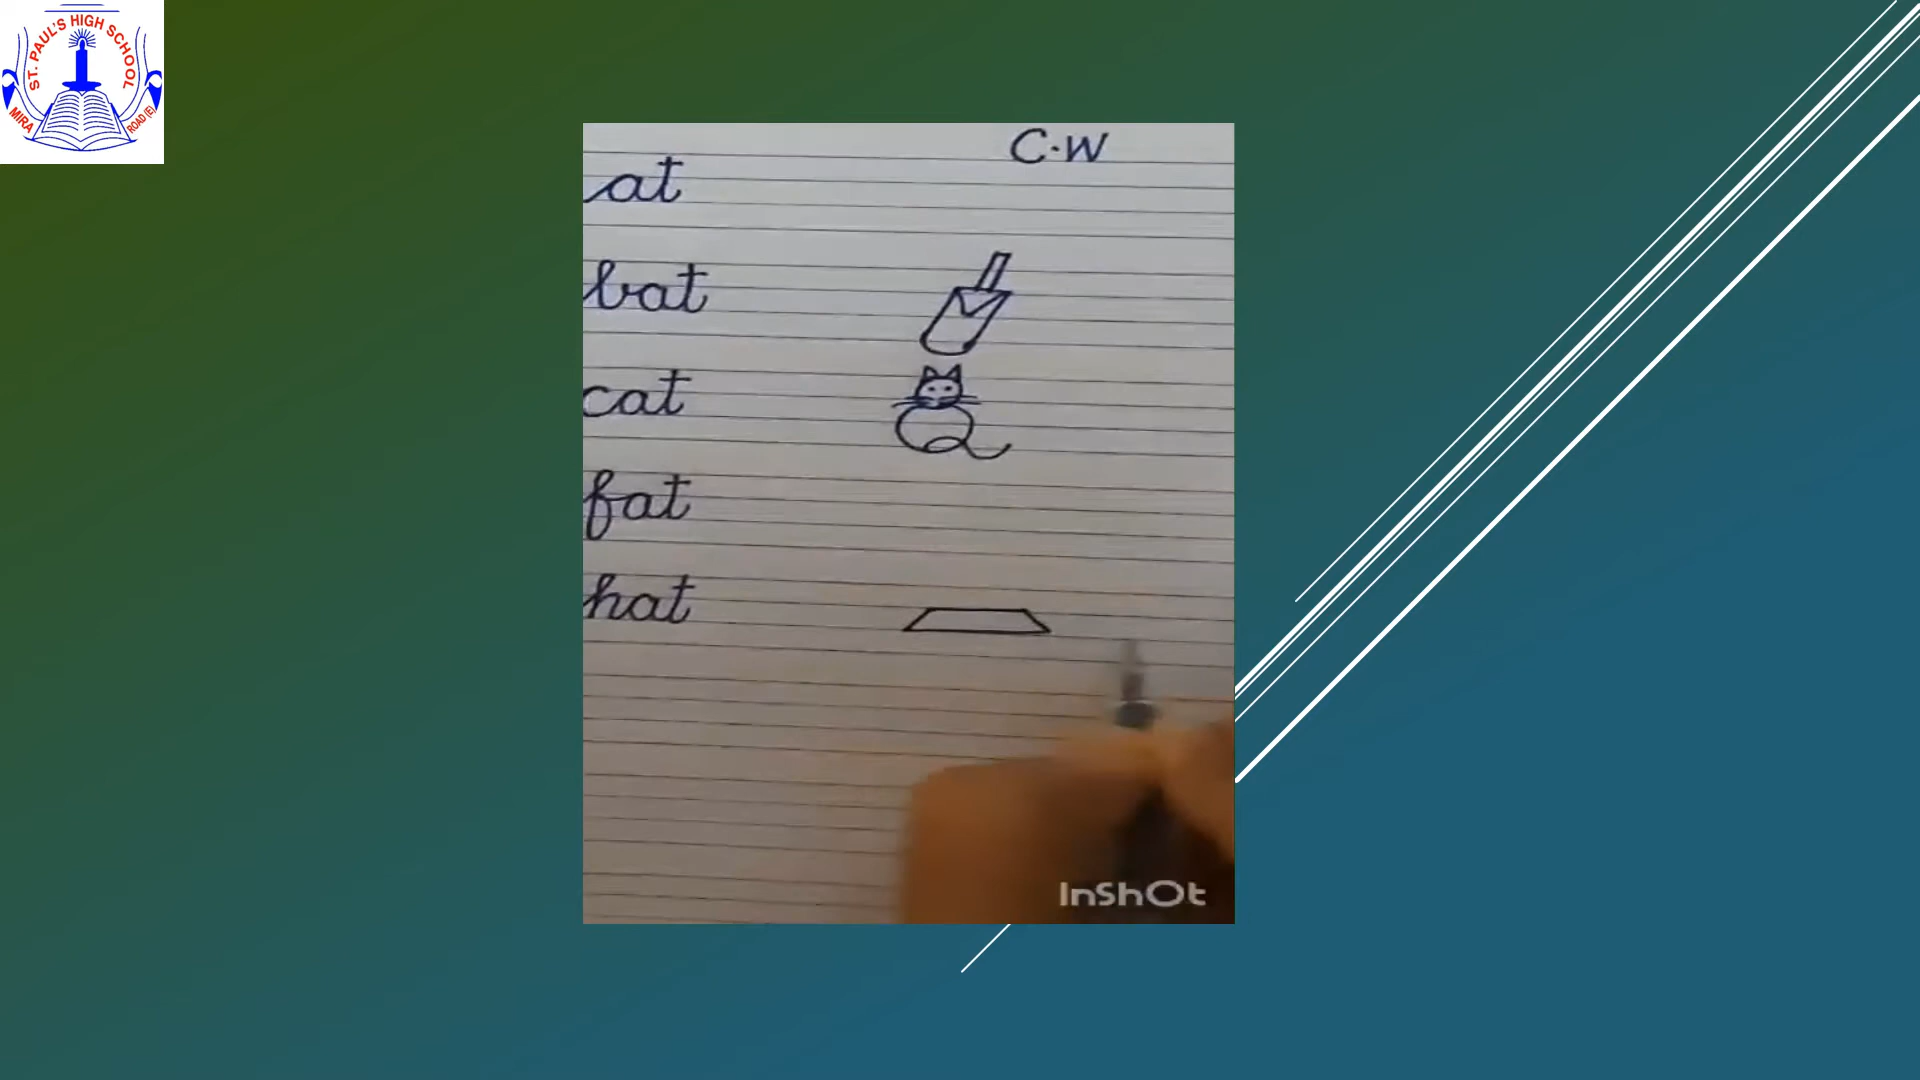 ST. PAUL'S HIGH SCHOOL
MIRA ROAD (E)
C.W
at
bat
cat
fat
hat
InShOt